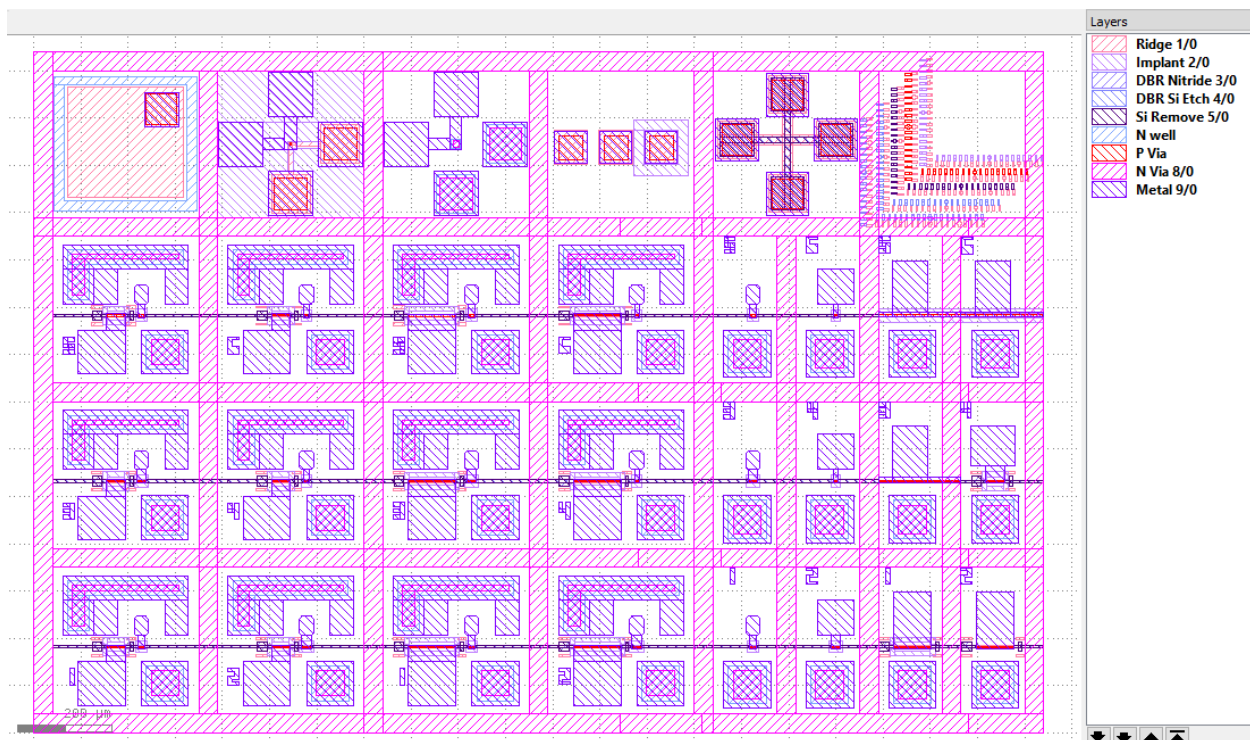 Layers
Ridge 1/0
Implant 2/0
DBR Nitride 3/0
DBR Si Etch 4/0
Si Remove 5/0
N well
P Via
N Via 8/0
Metal 9/0
200 µm